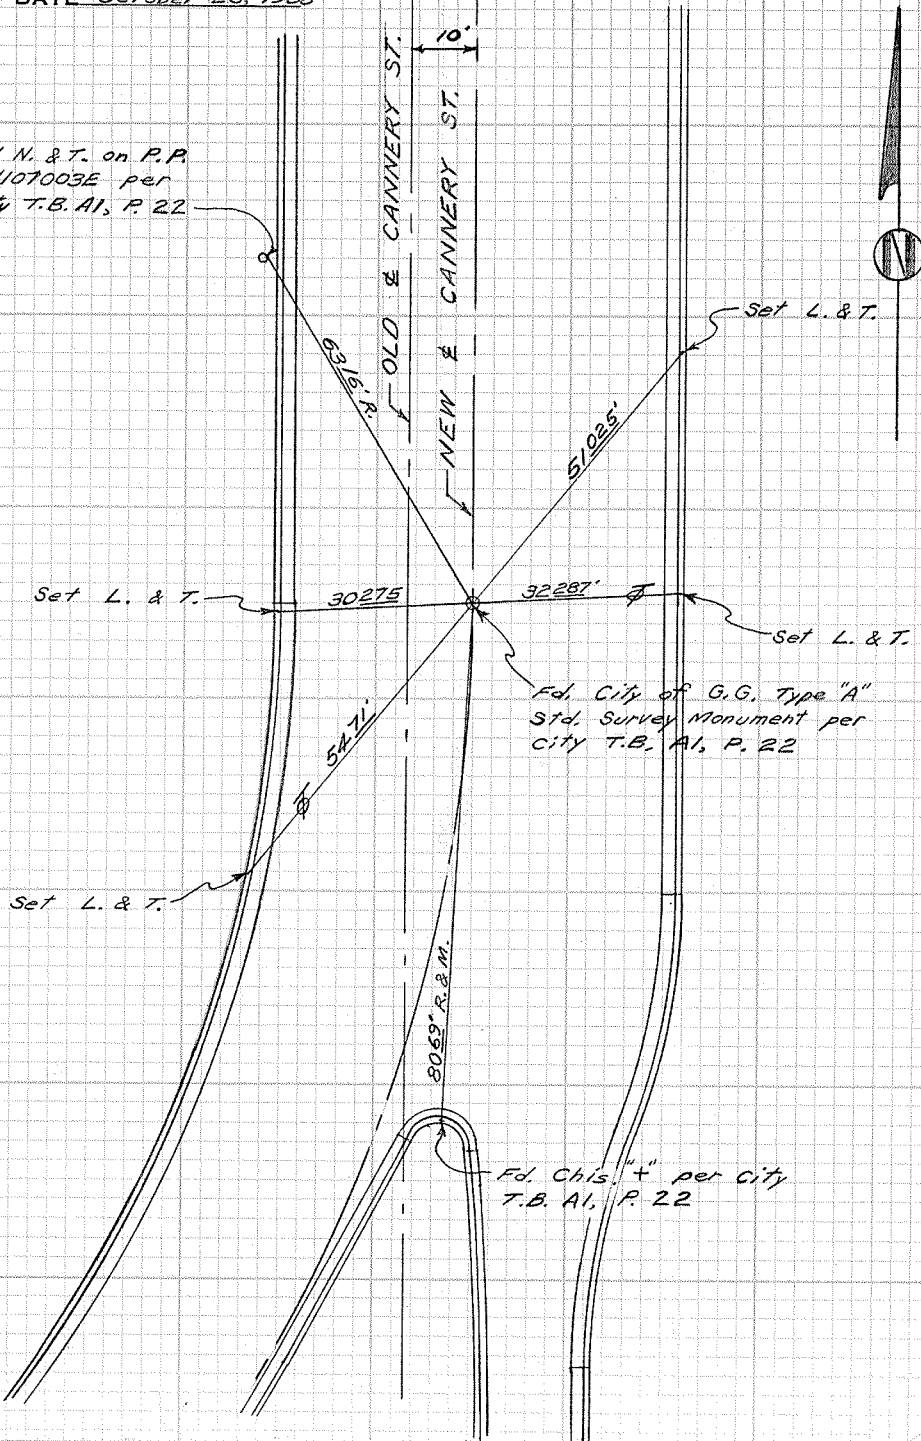 DATE OCTOBER
10'
OLD ℄ CANNERY ST.
NEW ℄ CANNERY ST.
N. & T. on P.P.
107003E per
T.B. A1, P. 22
N
Set L. & T.
63 16' R.
51 025'
Set L. & T.
30 275
32 287'
Set L. & T.
Fd. City of G.G. Type "A"
Std. Survey Monument per
city T.B. A1, P. 22
54 71'
Set L. & T.
80 69' R. & M.
Fd. Chis. "+" per city
T.B. A1, P. 22